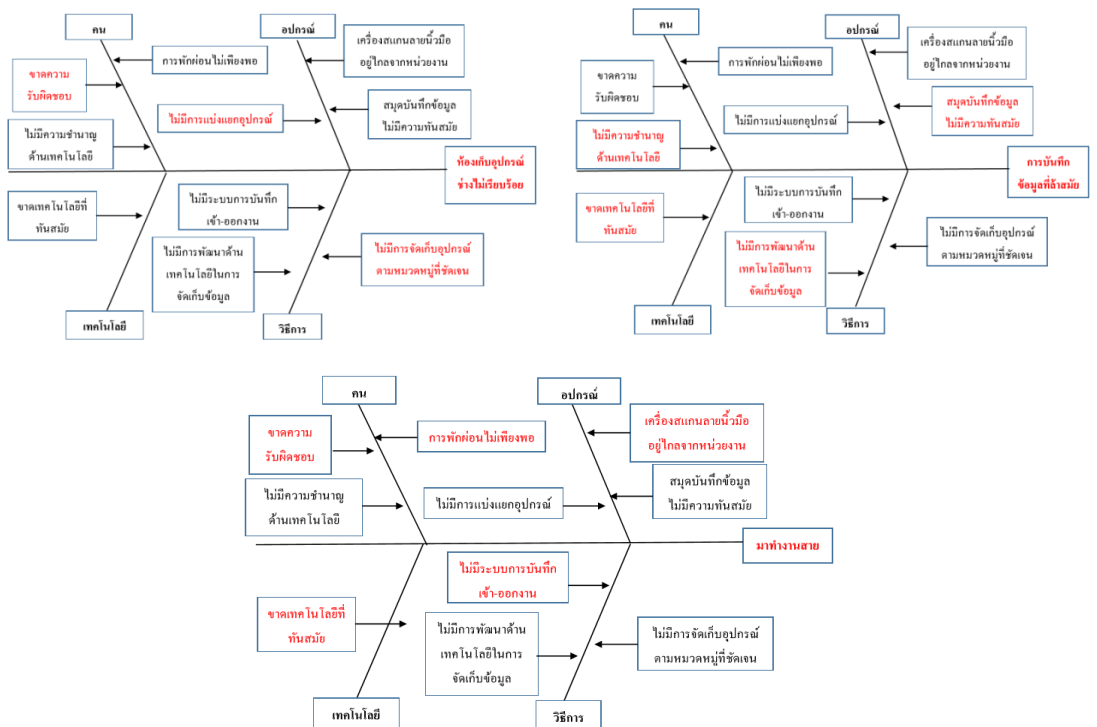 คน
อุปกรณ์
การพักผ่อนไม่เพียงพอ
เครื่องสแกนลายนิ้วมือ
อยู่ไกลจากหน่วยงาน
ขาดความ
รับผิดชอบ
ไม่มีการแบ่งแยกอุปกรณ์
สมุดบันทึกข้อมูล
ไม่มีความทันสมัย
ไม่มีความชำนาญ
ด้านเทคโนโลยี
ห้องเก็บอุปกรณ์
ช่างไม่เรียบร้อย
ขาดเทคโนโลยีที่
ทันสมัย
ไม่มีระบบการบันทึก
เข้า-ออกงาน
ไม่มีการพัฒนาด้าน
เทคโนโลยีในการ
จัดเก็บข้อมูล
ไม่มีการจัดเก็บอุปกรณ์
ตามหมวดหมู่ที่ชัดเจน
เทคโนโลยี
วิธีการ
คน
อุปกรณ์
การพักผ่อนไม่เพียงพอ
เครื่องสแกนลายนิ้วมือ
อยู่ไกลจากหน่วยงาน
ขาดความ
รับผิดชอบ
ไม่มีการแบ่งแยกอุปกรณ์
สมุดบันทึกข้อมูล
ไม่มีความทันสมัย
ไม่มีความชำนาญ
ด้านเทคโนโลยี
การบันทึก
ข้อมูลที่ล้าสมัย
ขาดเทคโนโลยีที่
ทันสมัย
ไม่มีระบบการบันทึก
เข้า-ออกงาน
ไม่มีการพัฒนาด้าน
เทคโนโลยีในการ
จัดเก็บข้อมูล
ไม่มีการจัดเก็บอุปกรณ์
ตามหมวดหมู่ที่ชัดเจน
เทคโนโลยี
วิธีการ
คน
อุปกรณ์
ขาดความ
รับผิดชอบ
การพักผ่อนไม่เพียงพอ
เครื่องสแกนลายนิ้วมือ
อยู่ไกลจากหน่วยงาน
ไม่มีความชำนาญ
ด้านเทคโนโลยี
ไม่มีการแบ่งแยกอุปกรณ์
สมุดบันทึกข้อมูล
ไม่มีความทันสมัย
มาทำงานสาย
ไม่มีระบบการบันทึก
เข้า-ออกงาน
ขาดเทคโนโลยีที่
ทันสมัย
ไม่มีการพัฒนาด้าน
เทคโนโลยีในการ
จัดเก็บข้อมูล
ไม่มีการจัดเก็บอุปกรณ์
ตามหมวดหมู่ที่ชัดเจน
เทคโนโลยี
วิธีการ